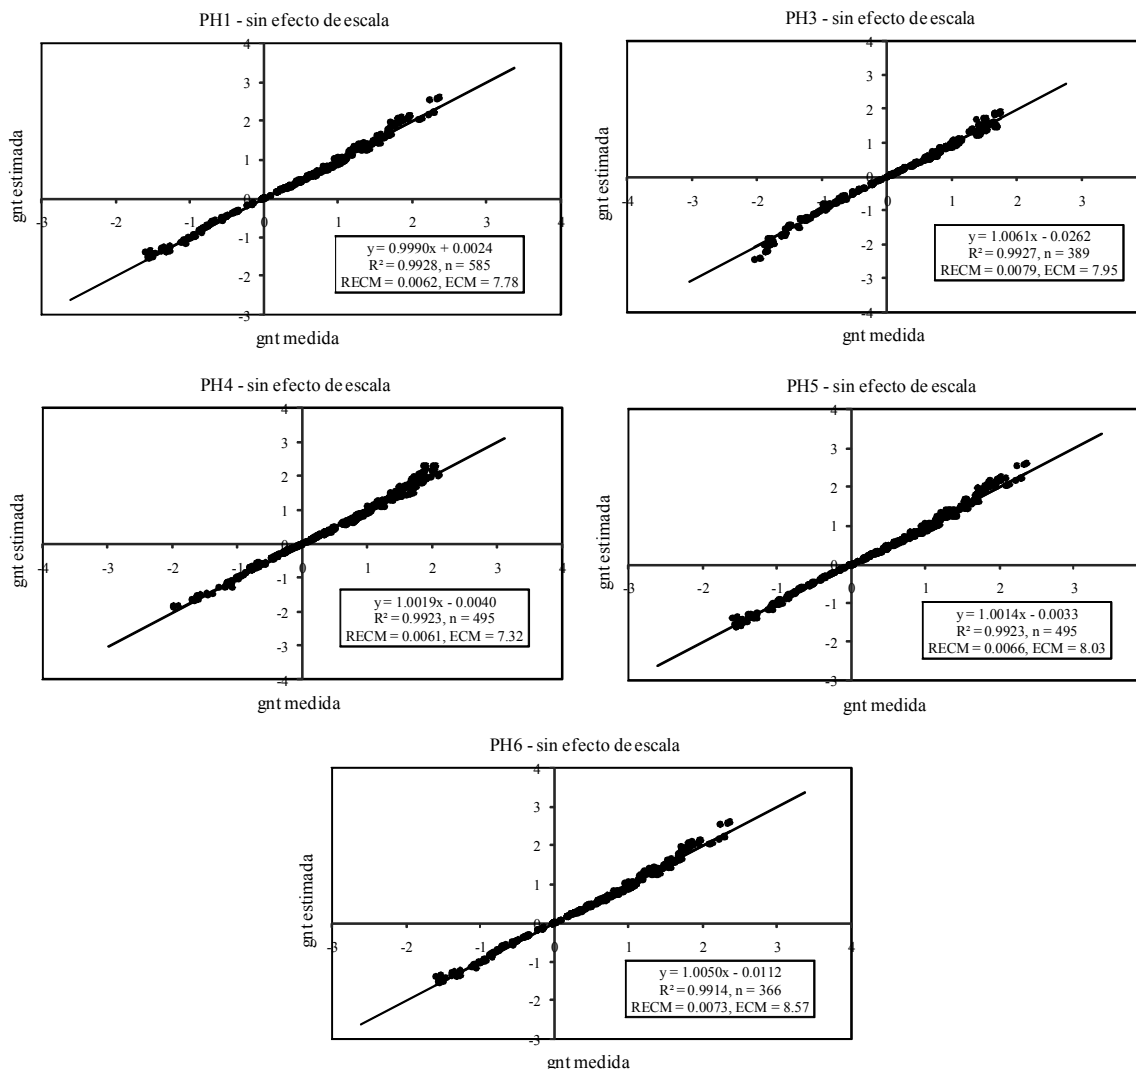 PH1 - sin efecto de escala
4
3
2
1
0
-3
-2
-1
0
1
2
3
4
-1
-2
-3
gnt estimada
y = 0.9990x + 0.0024
R² = 0.9928, n = 585
RECM = 0.0062, ECM = 7.78
gnt medida
PH3 - sin efecto de escala
4
3
2
1
0
-4
-3
-2
-1
0
1
2
-1
-2
-3
-4
gnt estimada
y = 1.0061x - 0.0262
R² = 0.9927, n = 389
RECM = 0.0079, ECM = 7.95
gnt medida
PH4 - sin efecto de escala
4
3
2
1
0
-4
-3
-2
-1
0
1
2
3
4
-1
-2
-3
-4
gnt estimada
y = 1.0019x - 0.0040
R² = 0.9923, n = 495
RECM = 0.0061, ECM = 7.32
gnt medida
PH5 - sin efecto de escala
4
3
2
1
0
-3
-2
-1
0
1
2
3
-1
-2
-3
gnt estimada
y = 1.0014x - 0.0033
R² = 0.9923, n = 495
RECM = 0.0066, ECM = 8.03
gnt medida
PH6 - sin efecto de escala
4
3
2
1
0
-3
-2
-1
0
1
2
3
4
-1
-2
-3
gnt estimada
y = 1.0050x - 0.0112
R² = 0.9914, n = 366
RECM = 0.0073, ECM = 8.57
gnt medida